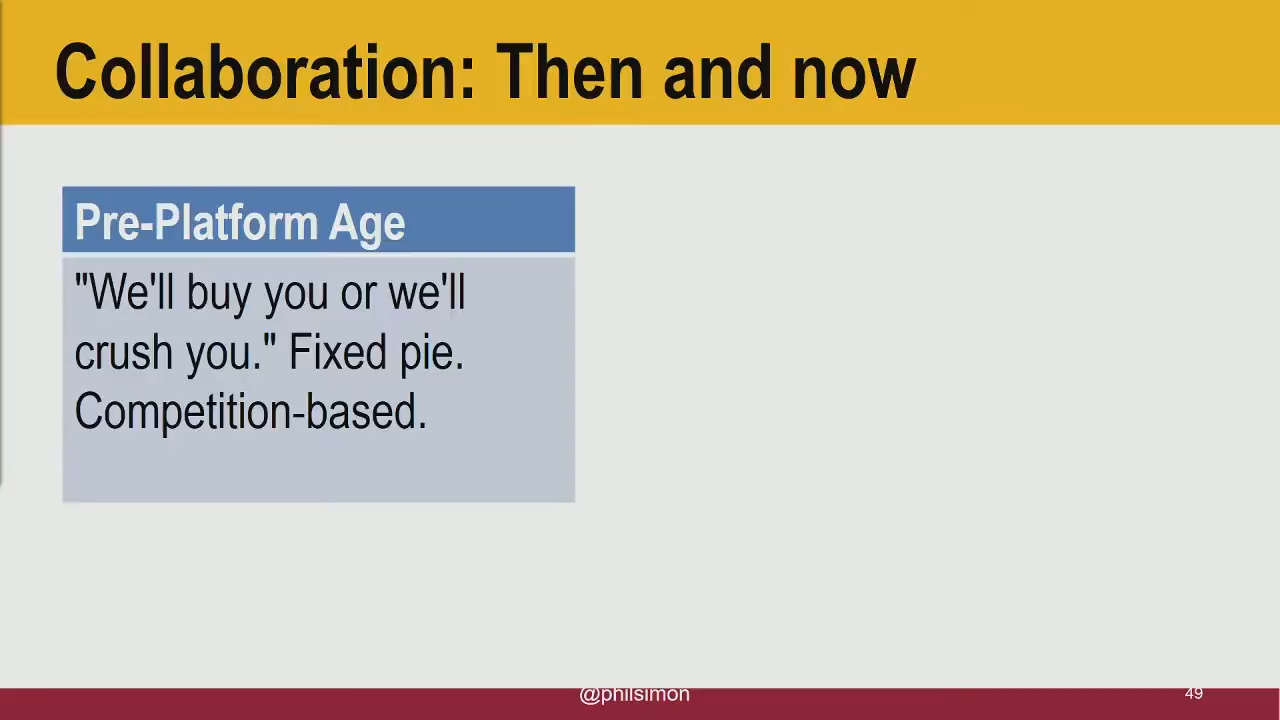 Collaboration: Then and now
Pre-Platform Age
"We'll buy you or we'll
crush you." Fixed pie.
Competition-based.
@philsimon
49